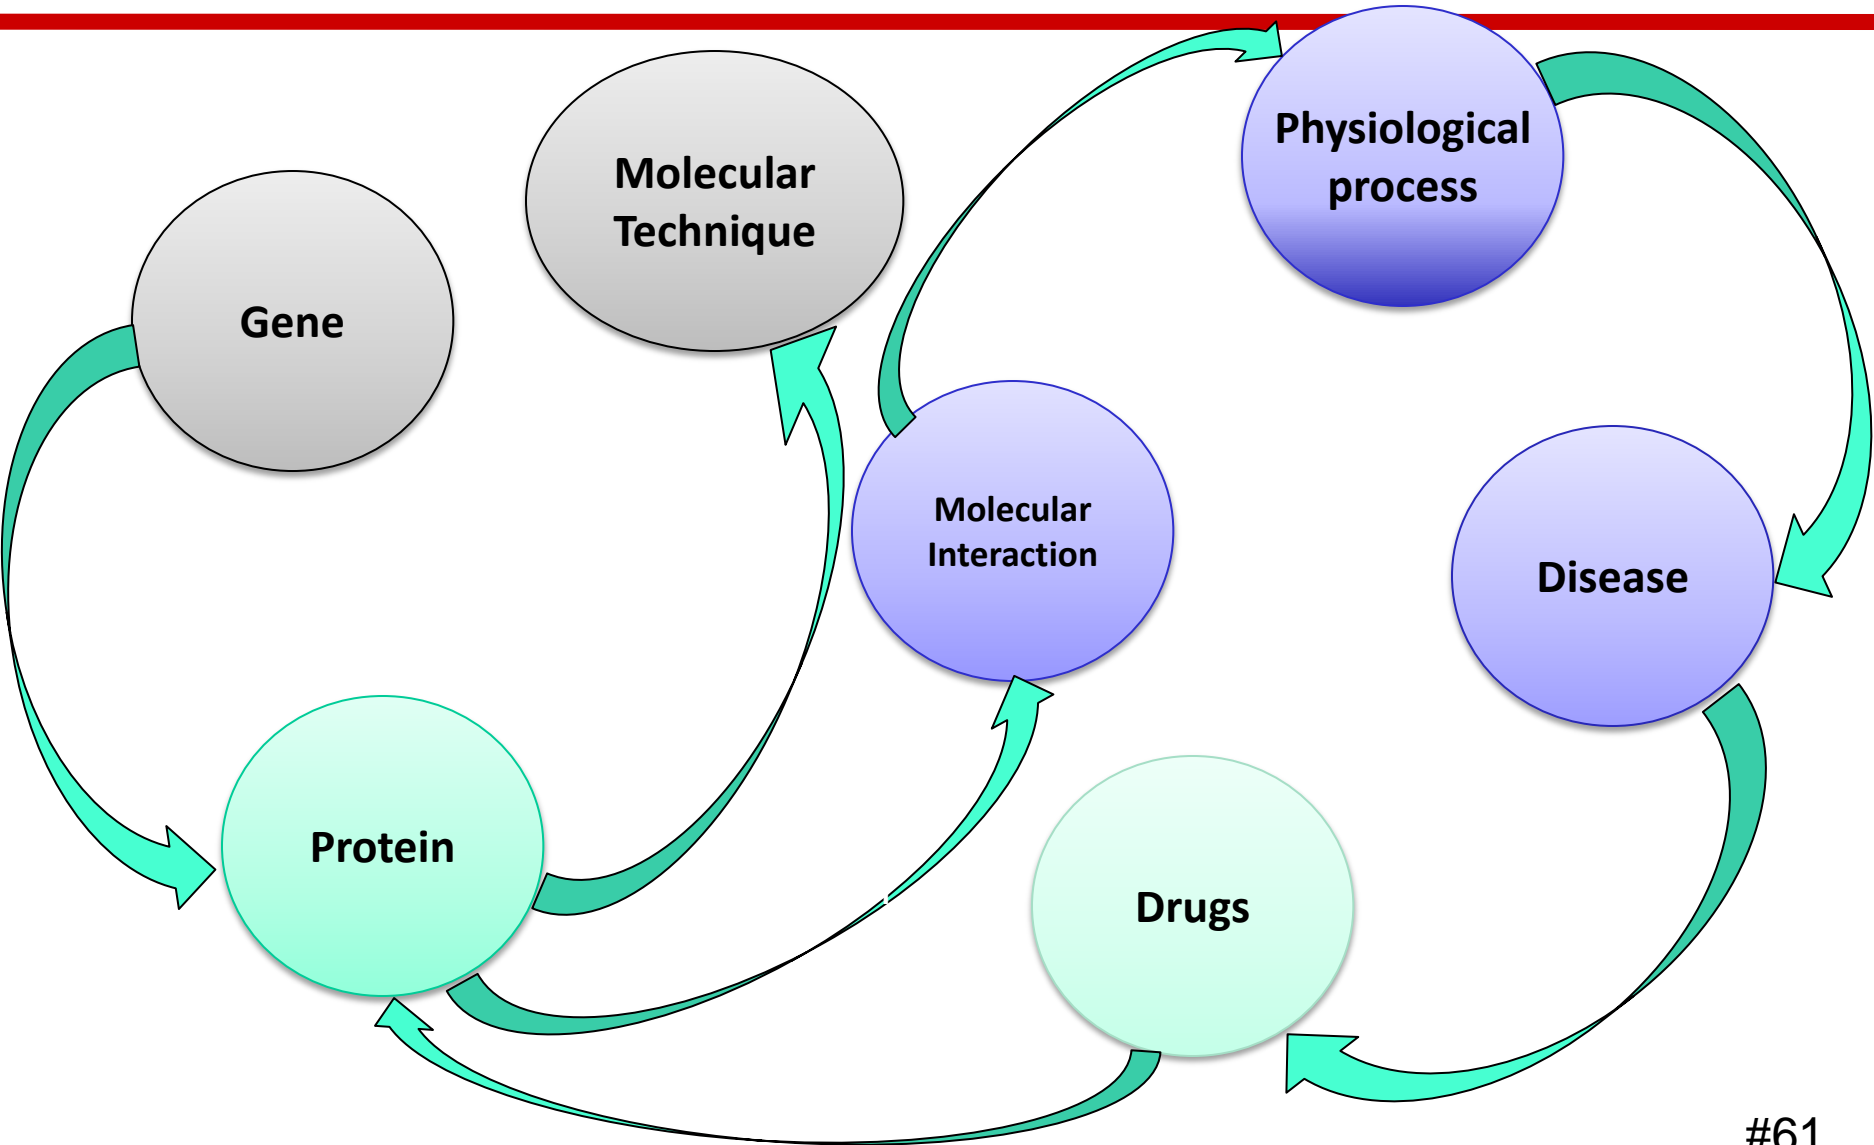 Physiological
process
Molecular
Technique
Gene
Molecular
Interaction
Disease
Protein
Drugs
#61